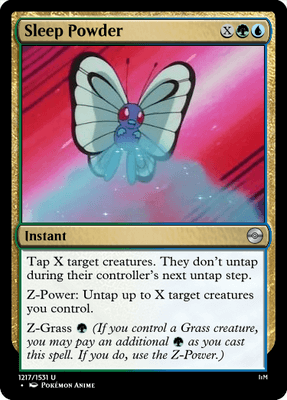 Sleep Powder X
Instant
Tap X target creatures. They don't untap
during their controller's next untap step.
Z-Power: Untap up to X target creatures
you control.
Z-Grass (If you control a Grass creature,
you may pay an additional as you cast
this spell. If you do, use the Z-Power.)
1217/1531 U
IrM
• Pokémon Anime